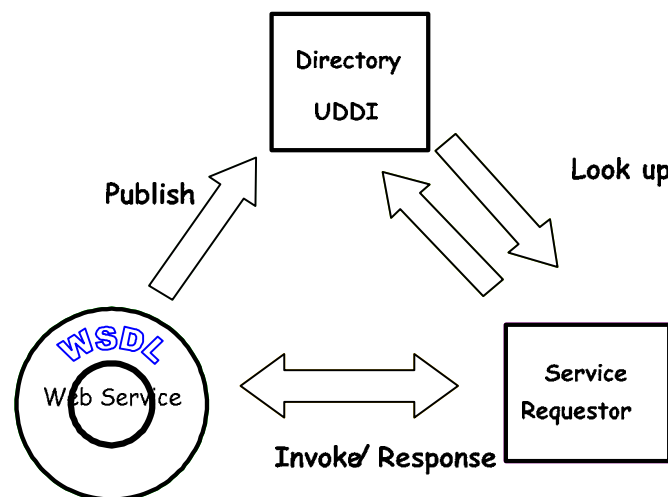 Directory
UDDI
Look up
Publish
WSDL
Web Service
Service
Requestor
Invoke/ Response